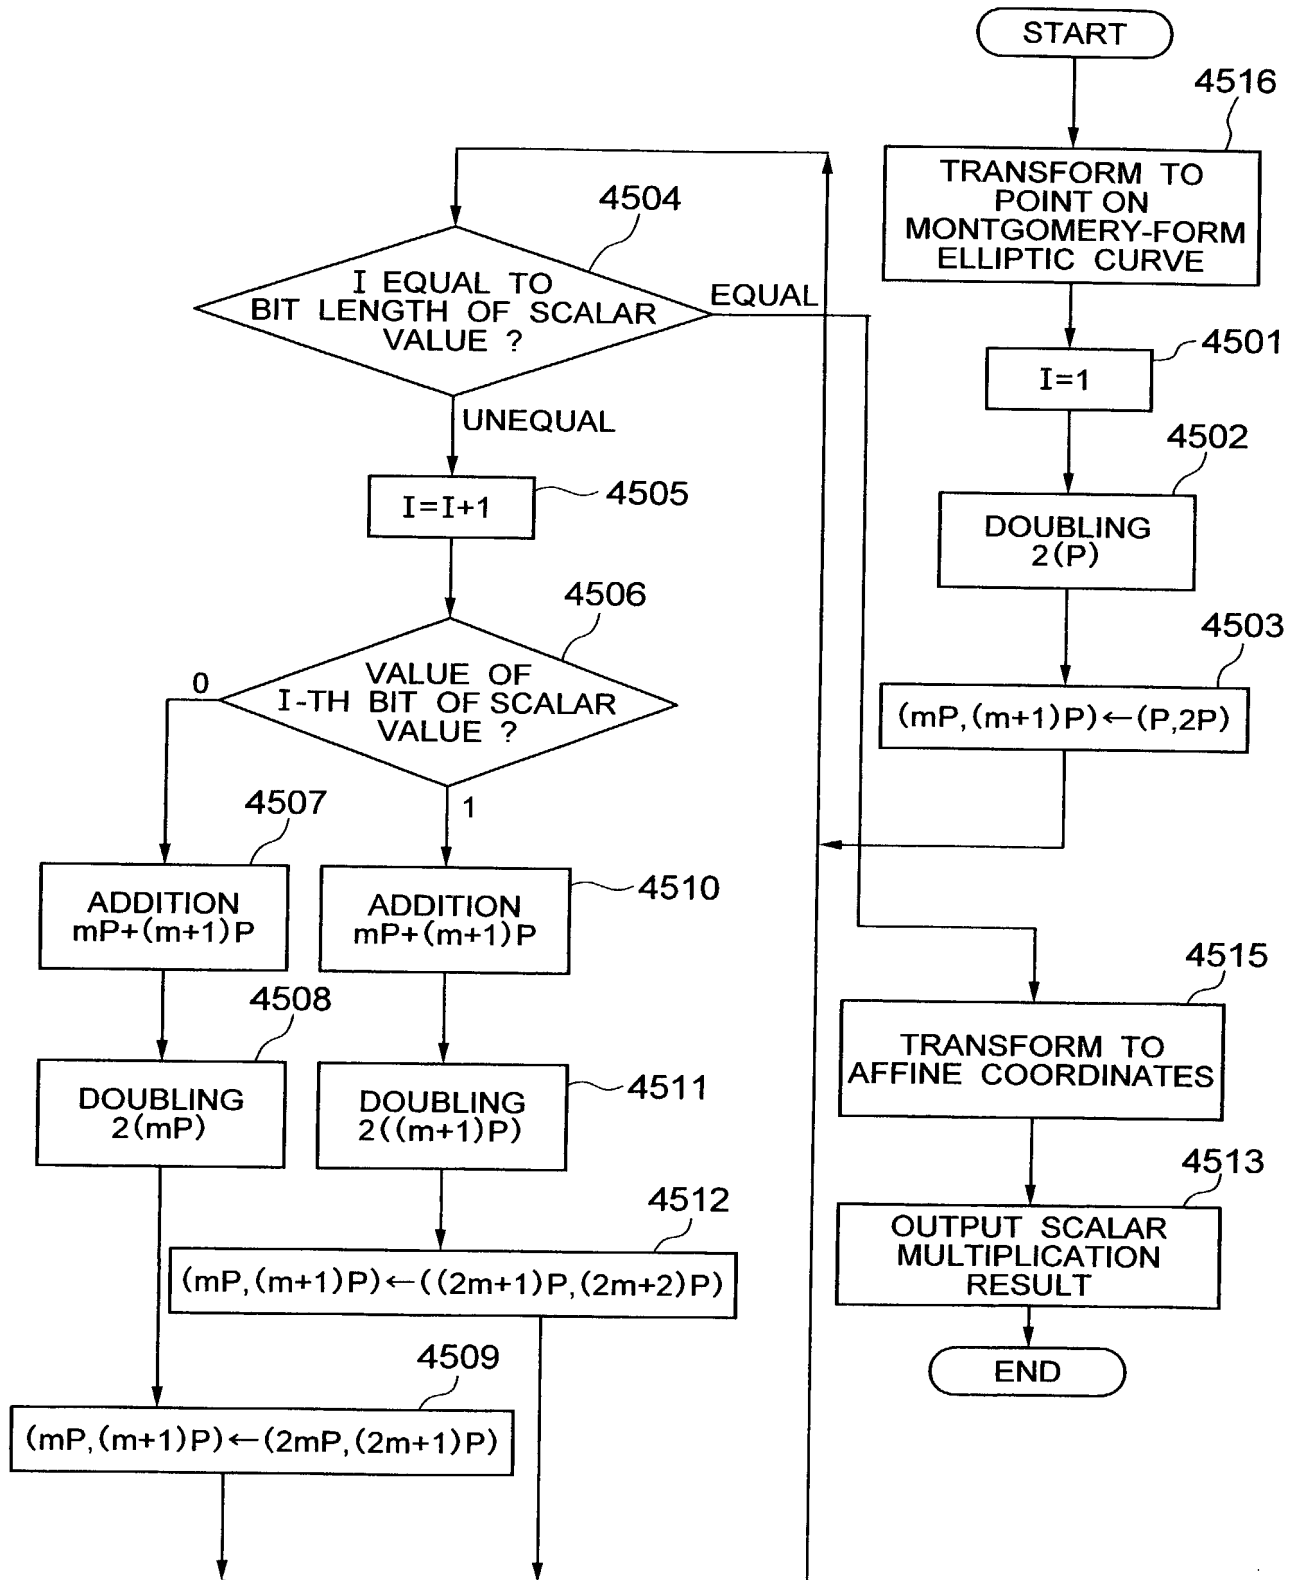 START
4516
TRANSFORM TO
POINT ON
MONTGOMERY-FORM
ELLIPTIC CURVE
4501
I=1
4502
DOUBLING
2(P)
4503
(mP,(m+1)P)←(P,2P)
4504
I EQUAL TO
BIT LENGTH OF SCALAR
VALUE ?
EQUAL
UNEQUAL
4505
I=I+1
4506
VALUE OF
I-TH BIT OF SCALAR
VALUE ?
0
1
4507
ADDITION
mP+(m+1)P
4508
DOUBLING
2(mP)
4509
(mP,(m+1)P)←(2mP,(2m+1)P)
4510
ADDITION
mP+(m+1)P
4511
DOUBLING
2((m+1)P)
4512
(mP,(m+1)P)←((2m+1)P,(2m+2)P)
4515
TRANSFORM TO
AFFINE COORDINATES
4513
OUTPUT SCALAR
MULTIPLICATION
RESULT
END